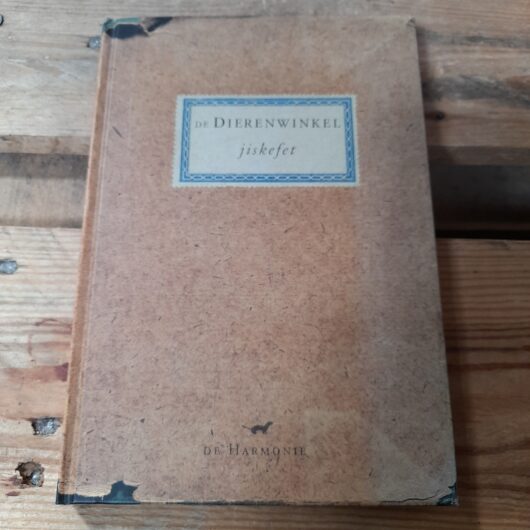 DE DIERENWINKEL
jiskefet
DE HARMONIE